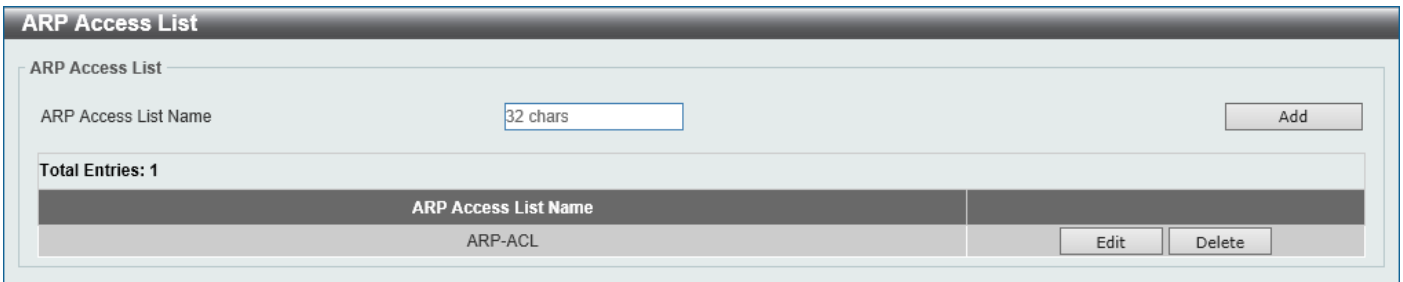 ARP Access List
ARP Access List
ARP Access List Name 32 chars Add
Total Entries: 1
ARP Access List Name
ARP-ACL Edit Delete